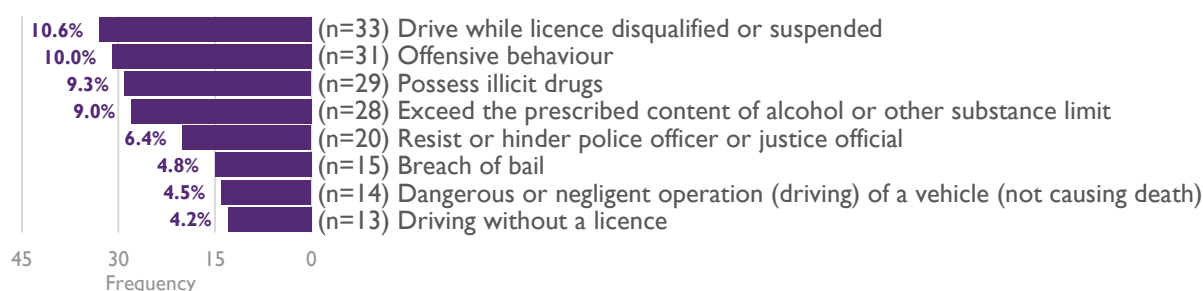 10.6% (n=33) Drive while licence disqualified or suspended
10.0% (n=31) Offensive behaviour
9.3% (n=29) Possess illicit drugs
9.0% (n=28) Exceed the prescribed content of alcohol or other substance limit
6.4% (n=20) Resist or hinder police officer or justice official
4.8% (n=15) Breach of bail
4.5% (n=14) Dangerous or negligent operation (driving) of a vehicle (not causing death)
4.2% (n=13) Driving without a licence
45 30 15 0
Frequency